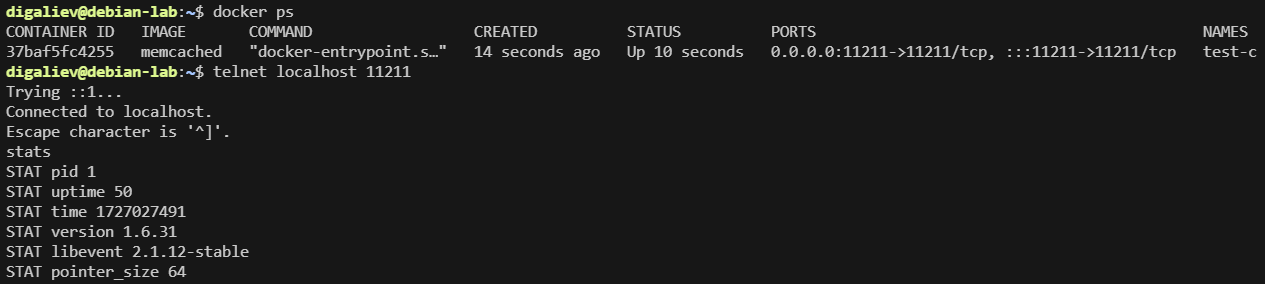 digaliev@debian-lab:~$ docker ps
CONTAINER ID   IMAGE       COMMAND                  CREATED          STATUS          PORTS                                           NAMES
37baf5fc4255   memcached   "docker-entrypoint.s…"   14 seconds ago   Up 10 seconds   0.0.0.0:11211->11211/tcp, :::11211->11211/tcp   test-c
digaliev@debian-lab:~$ telnet localhost 11211
Trying ::1...
Connected to localhost.
Escape character is '^]'.
stats
STAT pid 1
STAT uptime 50
STAT time 1727027491
STAT version 1.6.31
STAT libevent 2.1.12-stable
STAT pointer_size 64